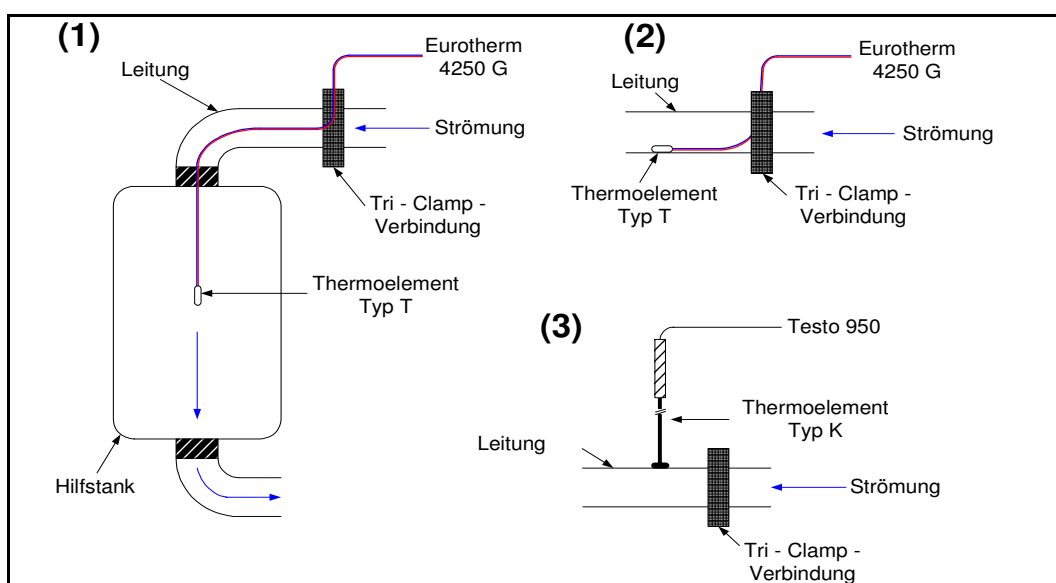 (1)
Eurotherm
4250 G
Leitung
Strömung
Tri - Clamp -
Verbindung
Thermoelement
Typ T
Hilfstank
(2)
Eurotherm
4250 G
Leitung
Strömung
Thermoelement
Typ T
Tri - Clamp -
Verbindung
(3)
Testo 950
Thermoelement
Typ K
Leitung
Strömung
Tri - Clamp -
Verbindung